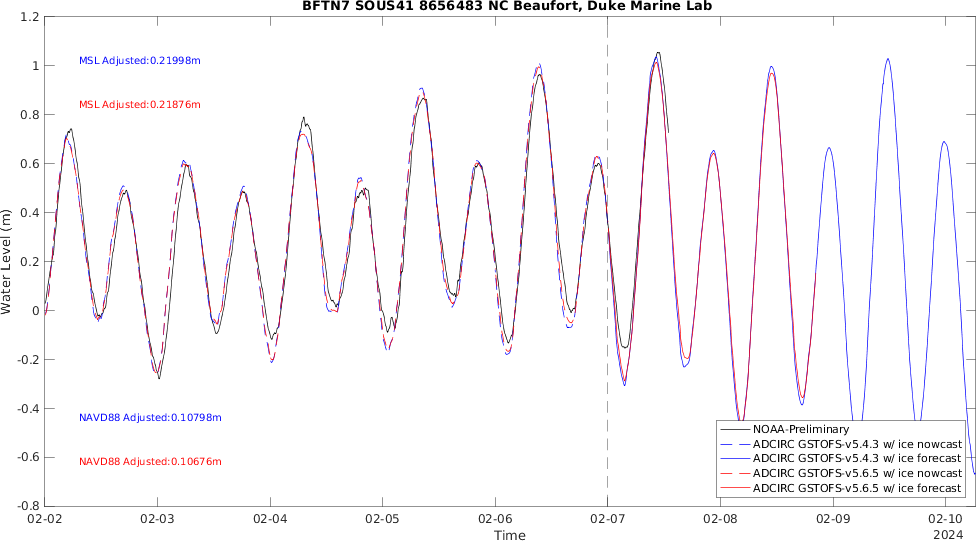 BFTN7 SOUS41 8656483 NC Beaufort, Duke Marine Lab
1.2
1
0.8
0.6
0.4
0.2
0
-0.2
-0.4
-0.6
-0.8
Water Level (m)
MSL Adjusted:0.21998m
MSL Adjusted:0.21876m
NAVD88 Adjusted:0.10798m
NAVD88 Adjusted:0.10676m
NOAA-Preliminary
ADCIRC GSTOFS-v5.4.3 w/ ice nowcast
ADCIRC GSTOFS-v5.4.3 w/ ice forecast
ADCIRC GSTOFS-v5.6.5 w/ ice nowcast
ADCIRC GSTOFS-v5.6.5 w/ ice forecast
02-02 02-03 02-04 02-05 02-06 02-07 02-08 02-09 02-10
Time
2024